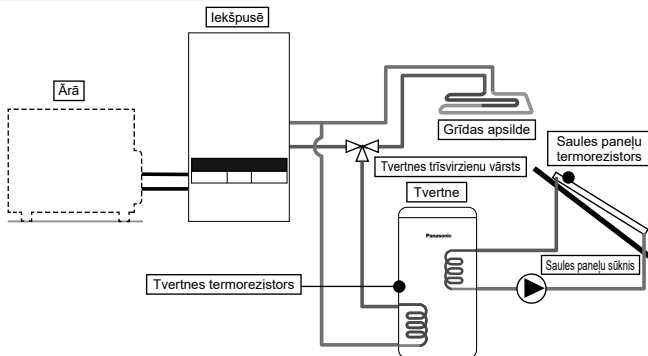 Iekšpusē
Ārā
Grīdas apsilde
Saules paneļu
termorezistors
Tvertnes trīsvirzienu vārsts
Tvertne
Panasonic
Saules paneļu sūknis
Tvertnes termorezistors